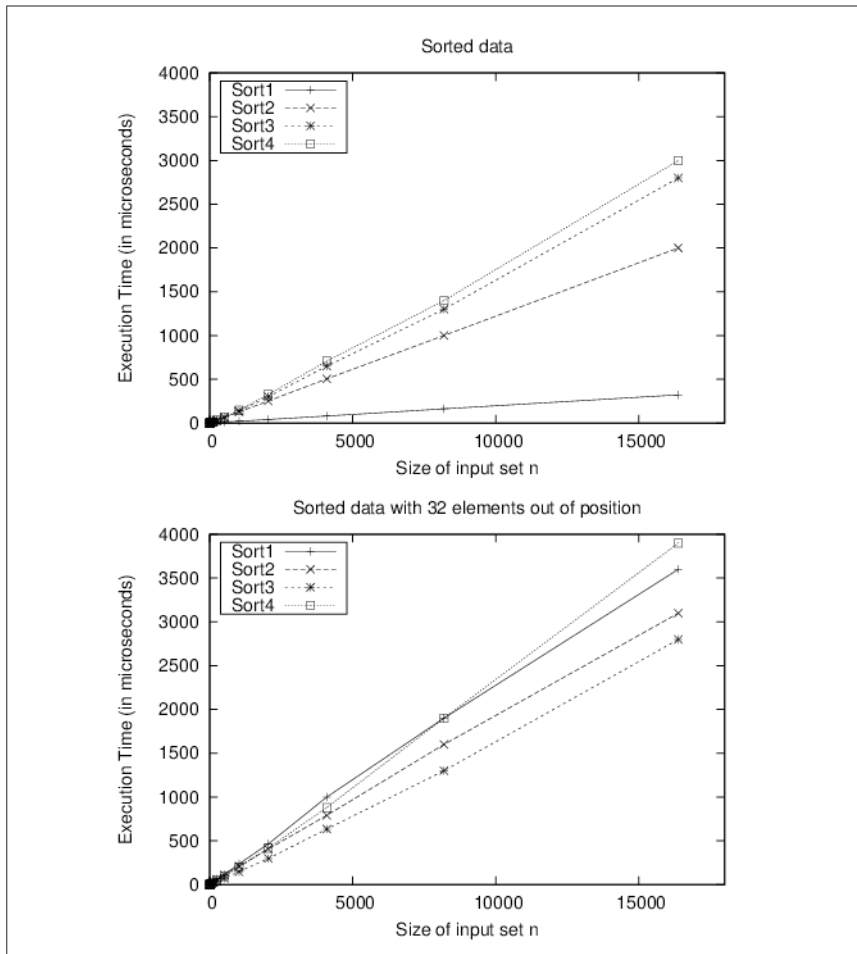 Sorted data
4000
3500
3000
2500
2000
1500
1000
500
0
Execution Time (in microseconds)
Sort1
Sort2
Sort3
Sort4
0 5000 10000 15000
Size of input set n
Sorted data with 32 elements out of position
4000
3500
3000
2500
2000
1500
1000
500
0
Execution Time (in microseconds)
Sort1
Sort2
Sort3
Sort4
0 5000 10000 15000
Size of input set n